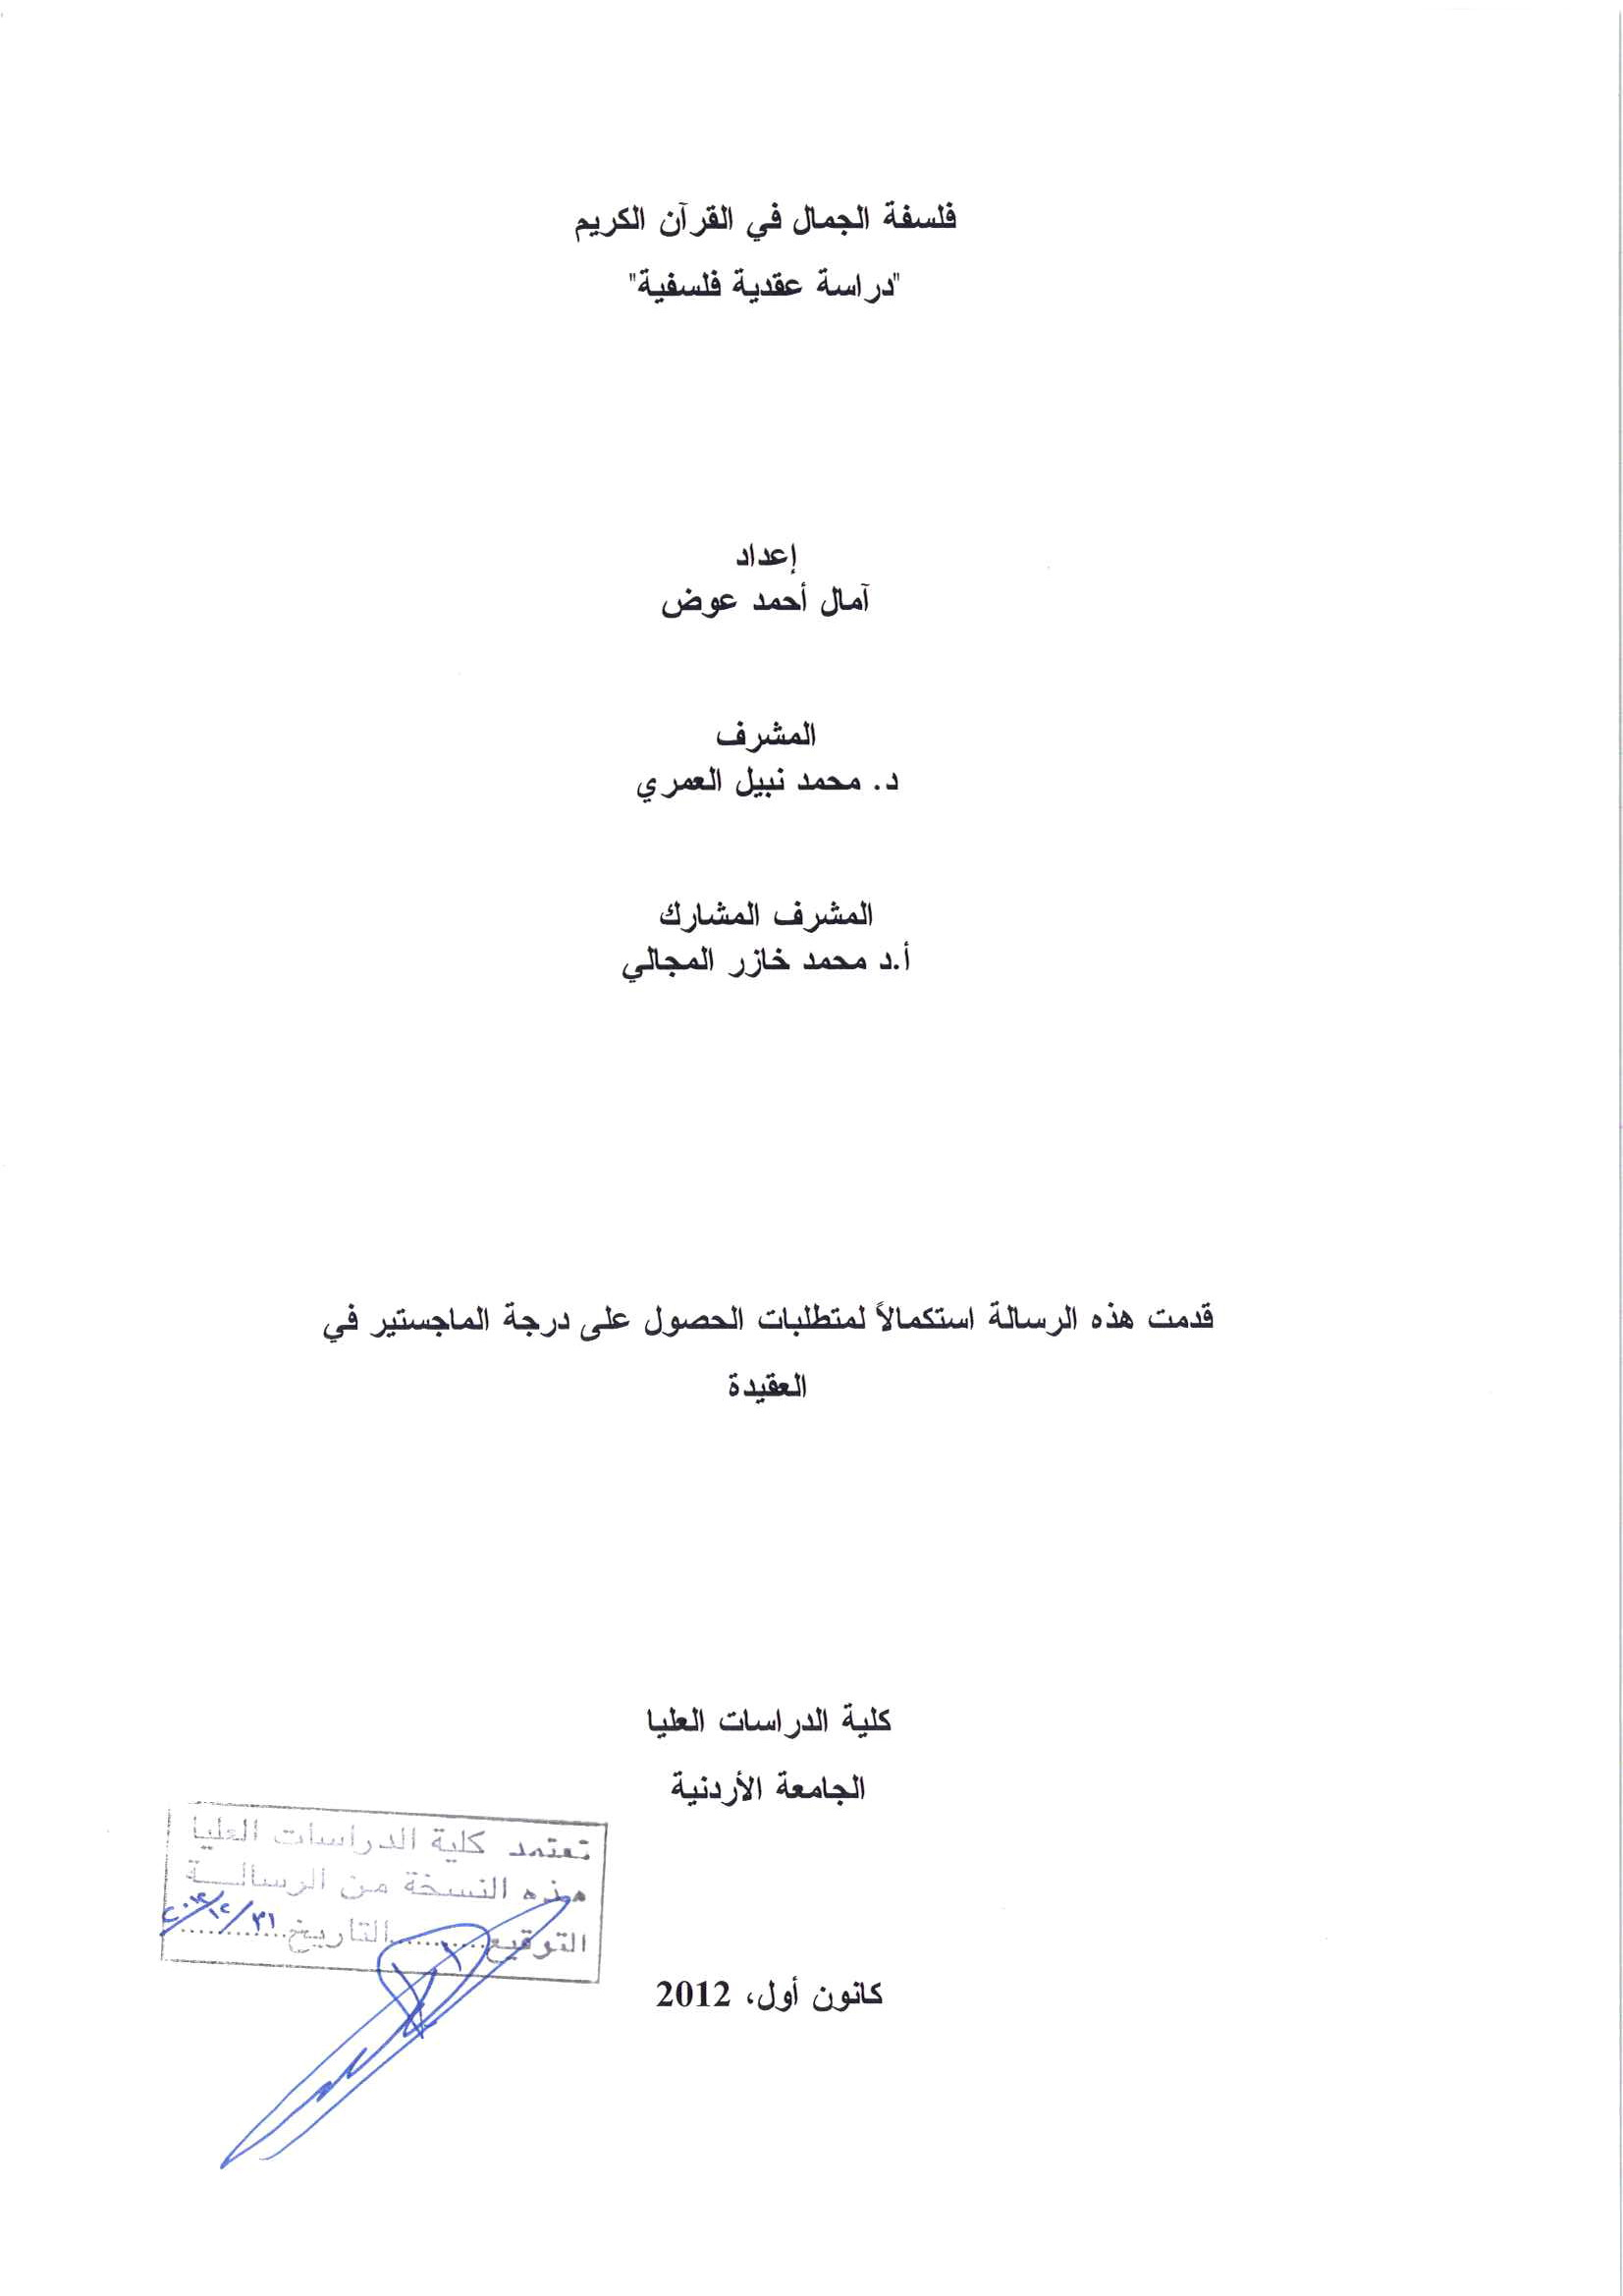 فلسفة الجمال في القرآن الكريم
"دراسة عقدية فلسفية"
إعداد
آمال أحمد عوض
المشرف
د. محمد نبيل العمري
المشرف المشارك
أ.د محمد خازر المجالي
قدمت هذه الرسالة استكمالاً لمتطلبات الحصول على درجة الماجستير في
العقيدة
كلية الدراسات العليا
الجامعة الأردنية
تعتمد كلية الدراسات العليا
هذه النسخة من الرسالـــة
التوقيع...........التاريخ............
كانون أول، 2012